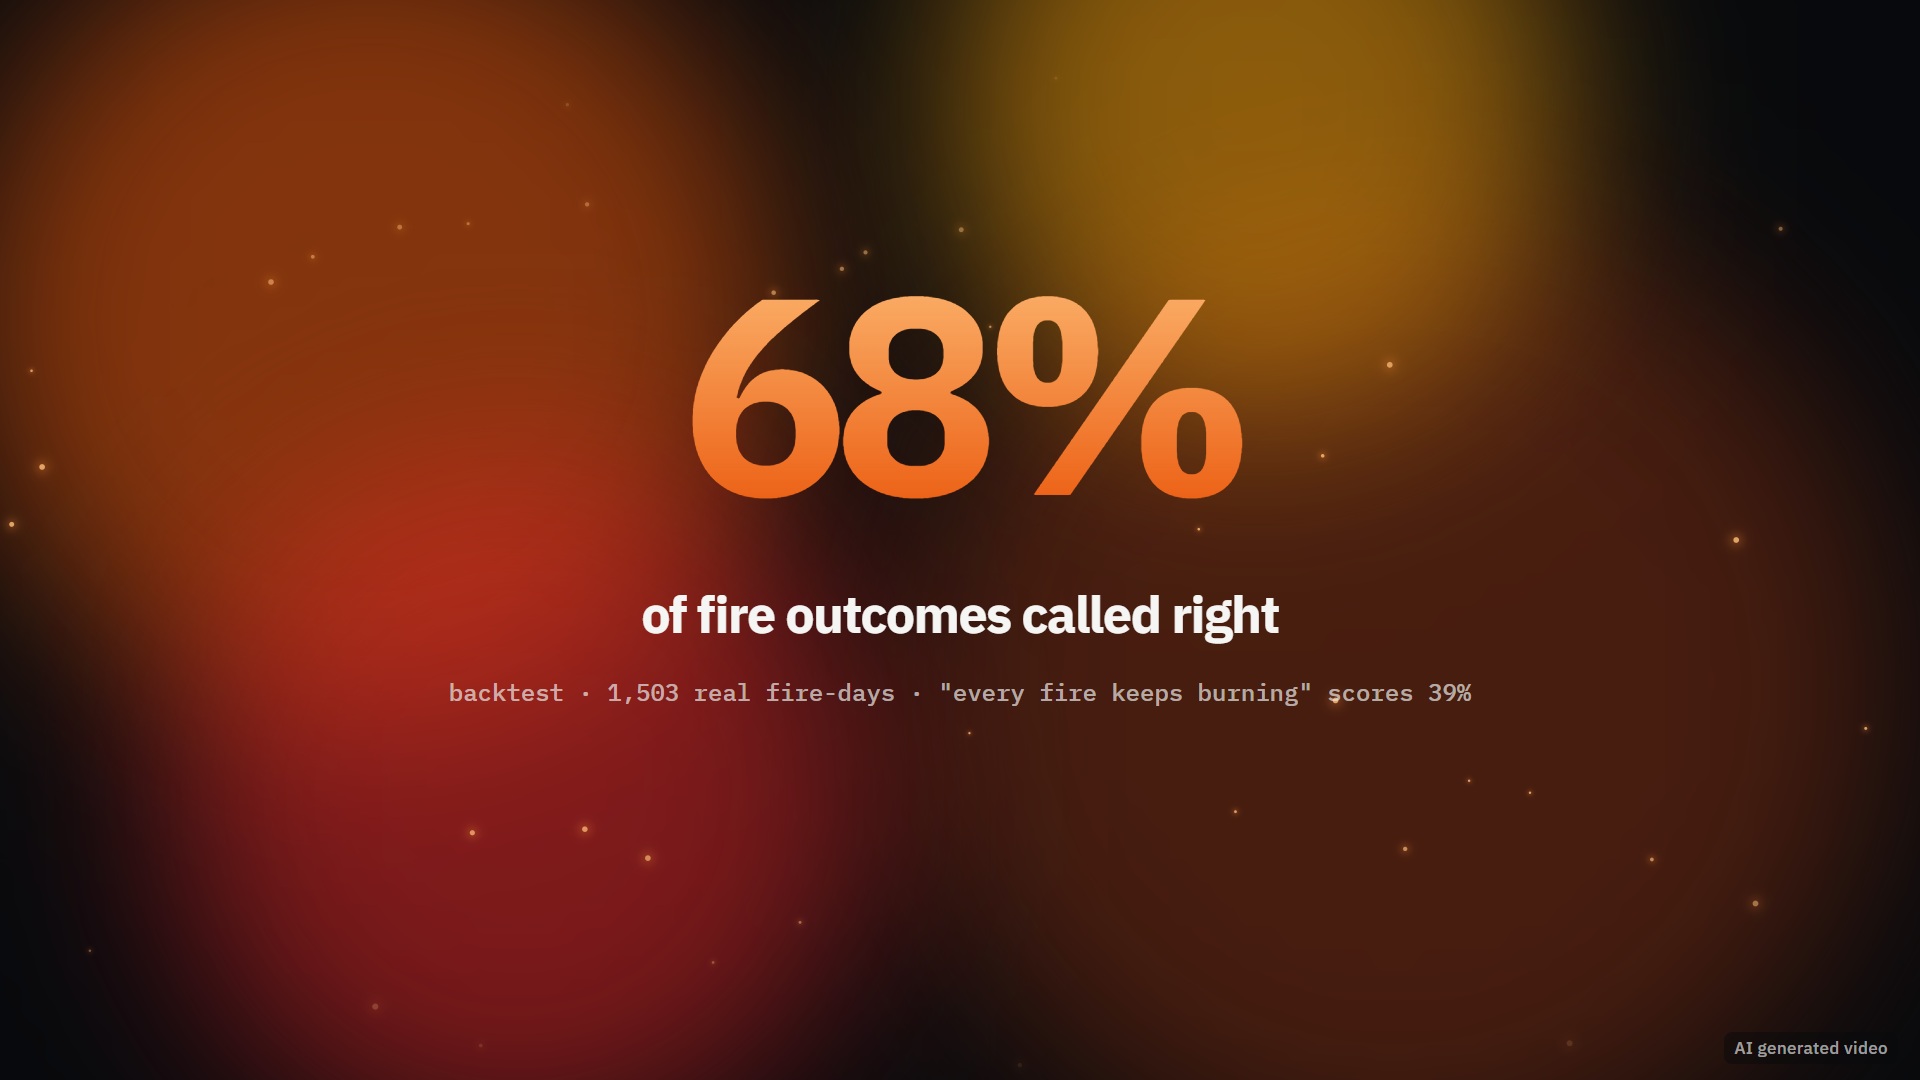 68%
of fire outcomes called right
backtest · 1,503 real fire-days · "every fire keeps burning" scores 39%
AI generated video